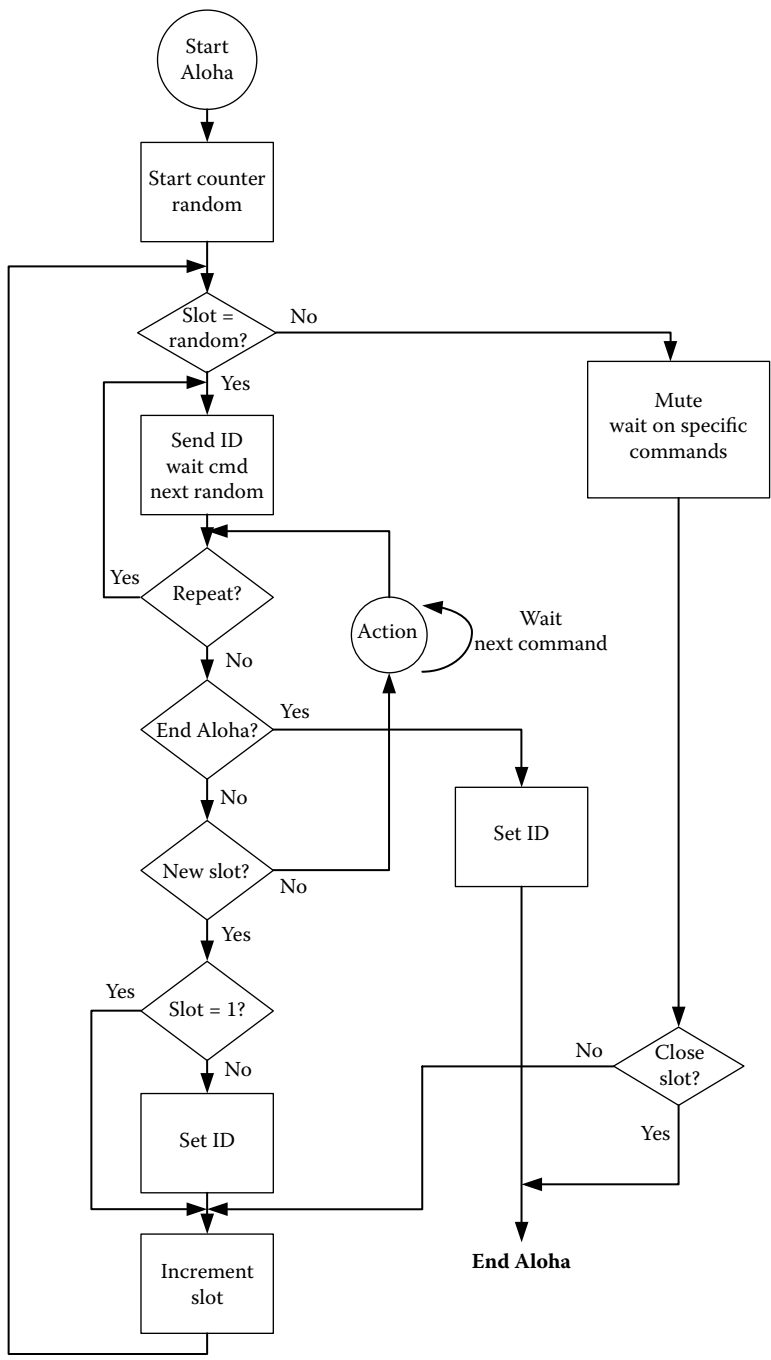 Start
Aloha
Start counter
random
Slot =
random?
No
Yes
Mute
wait on specific
commands
Send ID
wait cmd
next random
Yes
Repeat?
Action
Wait
next command
No
End Aloha?
Yes
No
Set ID
New slot?
No
Yes
Yes
Slot = 1?
No
No
Close
slot?
Yes
Set ID
End Aloha
Increment
slot